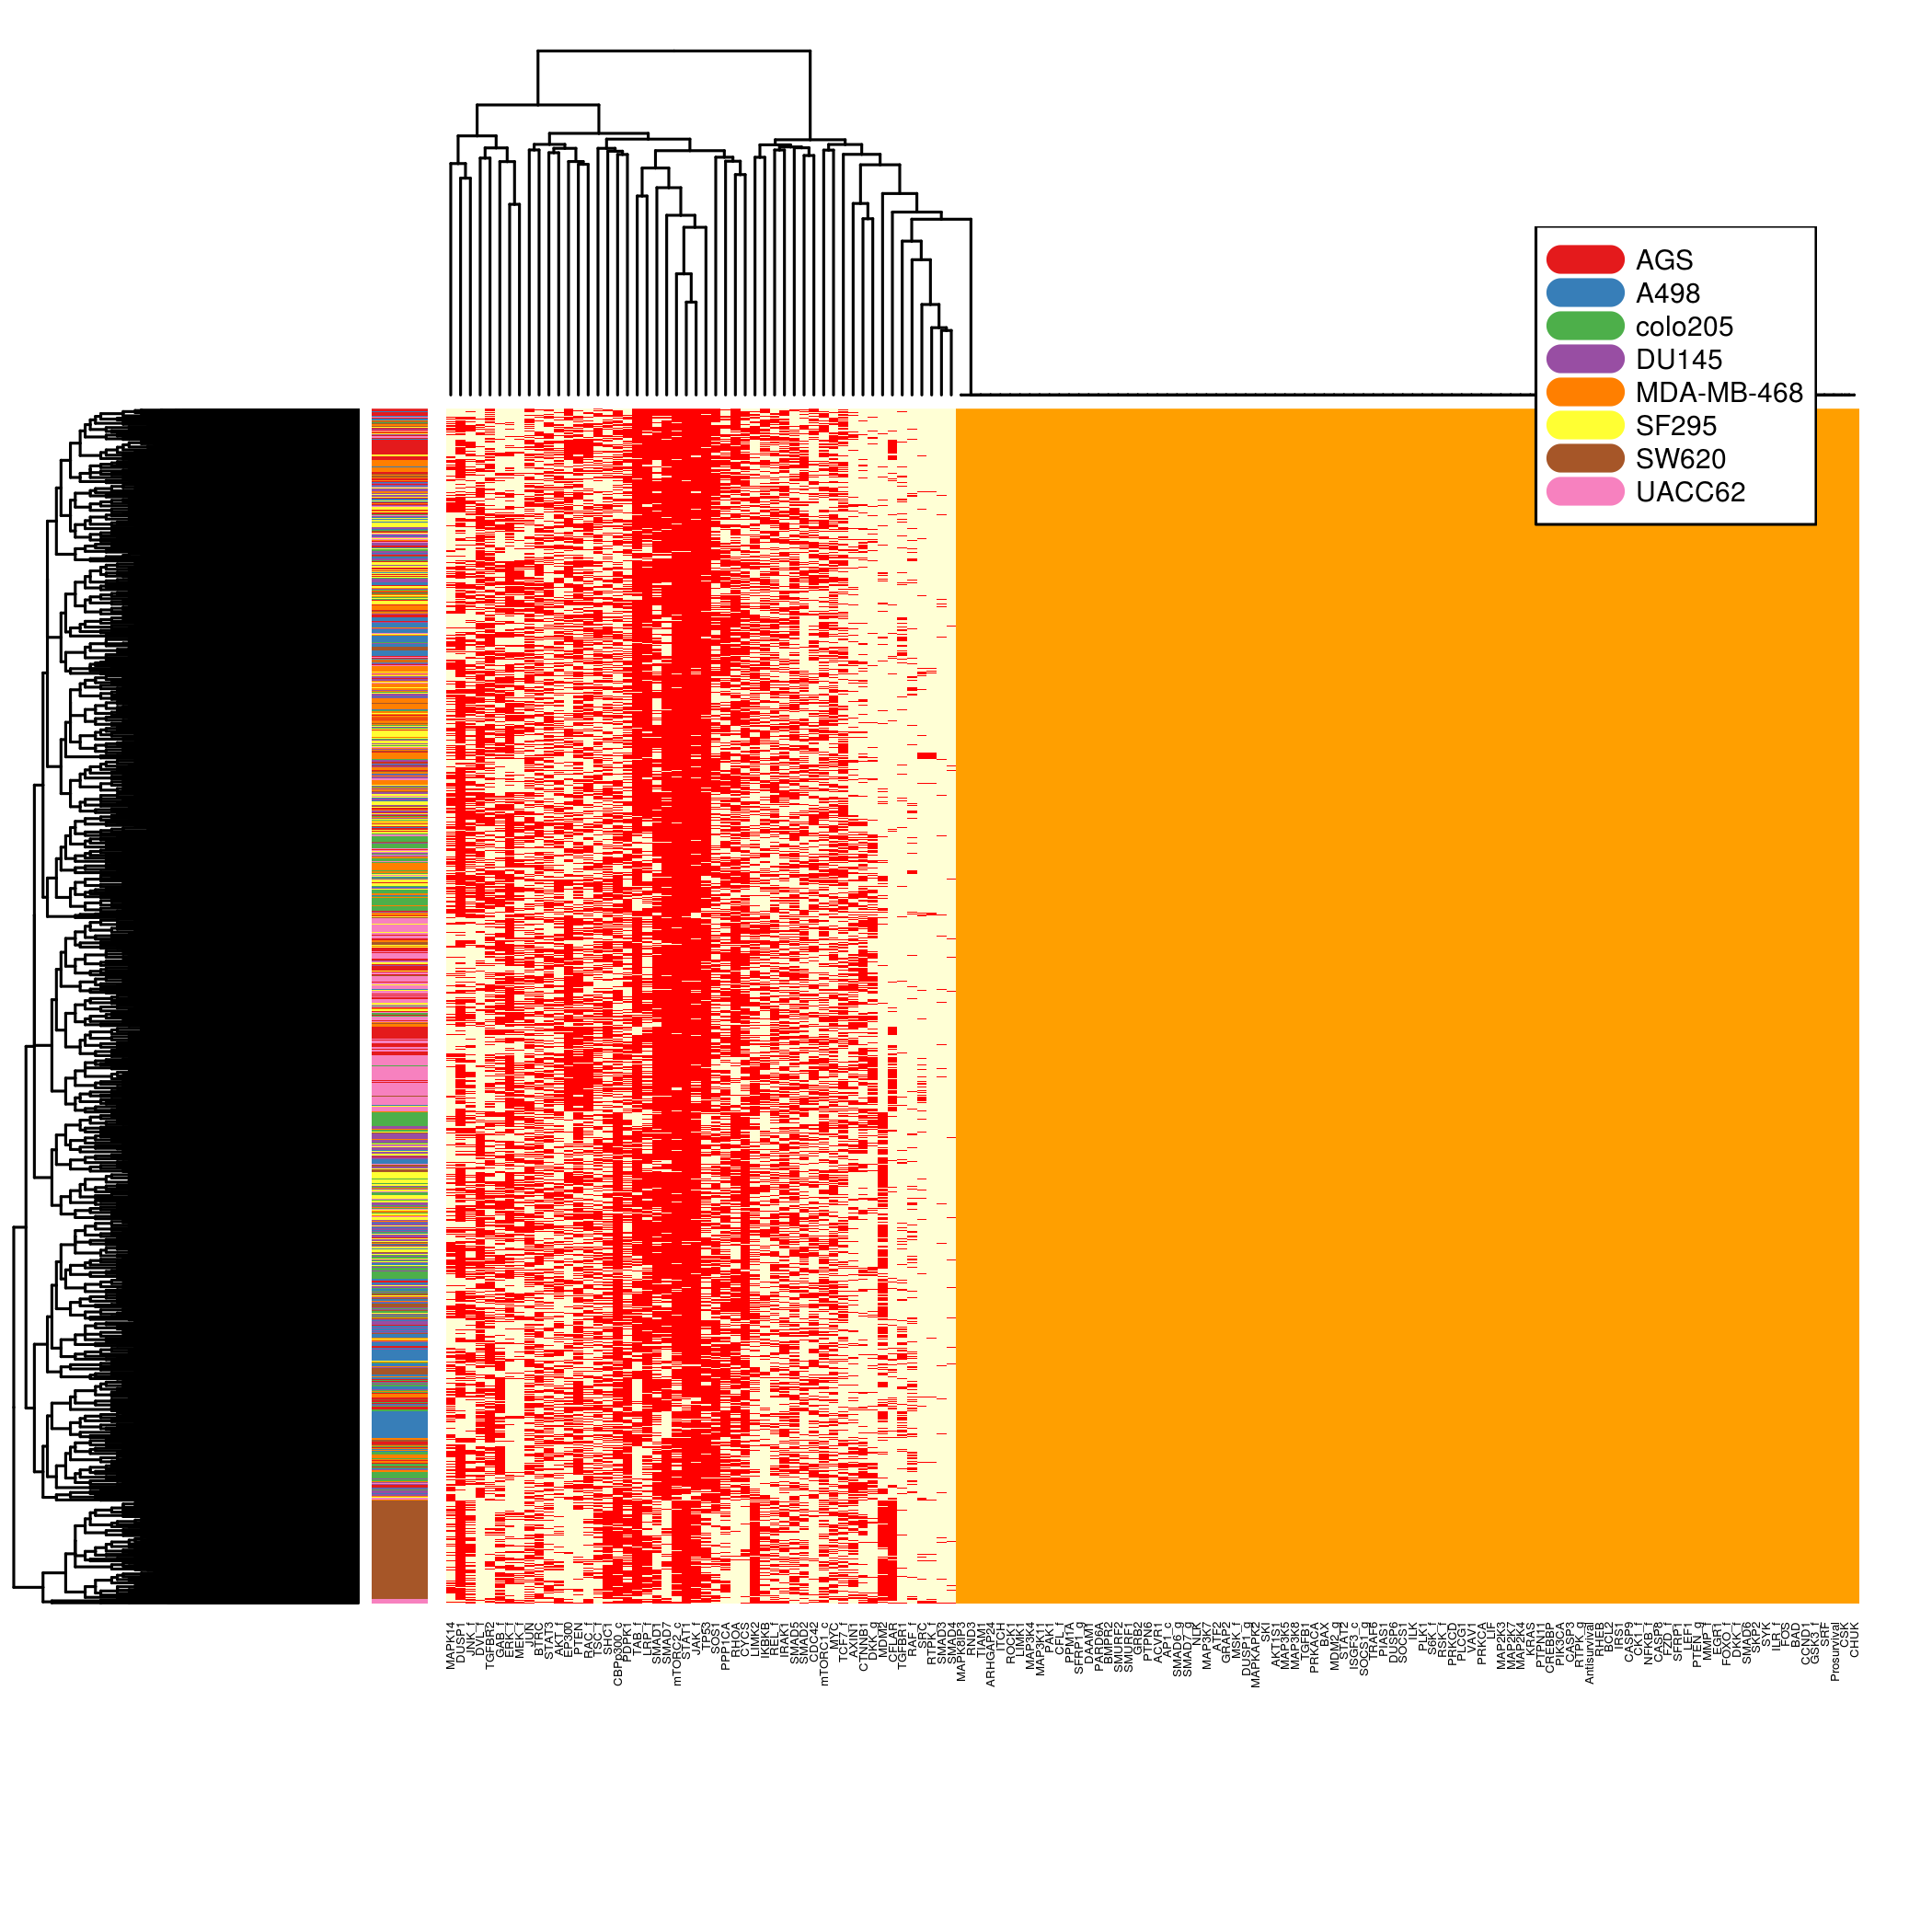 AGS
A498
colo205
DU145
MDA-MB-468
SF295
SW620
UACC62
MAPK14
DUSP1
JNK_f
DVL_f
TGFBR2
GAB_f
ERK_f
MEK_f
JUN
BTRC
STAT3
AKT_f
EP300
PTEN
RAC_f
TSC_f
SHC1
CBPp300_c
PDPK1
TAB_f
LRP_f
SMAD1
SMAD7
mTORC2_c
STAT1
JAK_f
TP53
SOS1
PPP1CA
RHOA
GCK_f
LIMK2
IKBKB
REL_f
IRAK1
SMAD5
SMAD2
CDC42
mTORC1_c
MYC
TCF7_f
AXIN1
CTNNB1
DKK_g
MDM2
CFLAR
TGFBR1
RAF_f
SRC
RTPK_f
SMAD3
SMAD4
MAPK8IP3
RND3
TIAM1
ARHGAP24
ITCH
ROCK1
LIMK1
MAP3K4
MAP3K11
PAK1
CFL_f
PPM1A
SFRP1_g
DAAM1
PARD6A
BMPR2
SMURF2
SMURF1
GRB2
PTPN6
ACVR1
AP1_c
SMAD6_g
SMAD7_g
NLK
MAP3K7
ATF2
GRAP2
MSK_f
DUSP1_g
MAPKAPK2
SKI
AKT1S1
MAP3K5
MAP3K8
TGFB1
PRKACA
BAX
MDM2_g
STAT2
ISGF3_c
SOCS1_g
TRAF6
PIAS1
DUSP6
SOCS1
ILK
PLK1
S6K_f
RSK_f
PRKCD
PLCG1
VAV1
PRKCA
LIF
MAP2K3
MAP2K7
MAP2K4
KRAS
PTPN11
CREBBP
PIK3CA
CASP3
RTPK_g
Antisurvival
RHEB
BCL2
IRS1
CASP9
CK1_f
NFKB_f
CASP8
FZD_f
SFRP1
LEF1
PTEN_g
MMP_f
EGR1
FOXO_f
DKK_f
SMAD6
SKP2
SYK
ILR_f
FOS
BAD
CCND1
GSK3_f
SRF
Prosurvival
CSK
CHUK